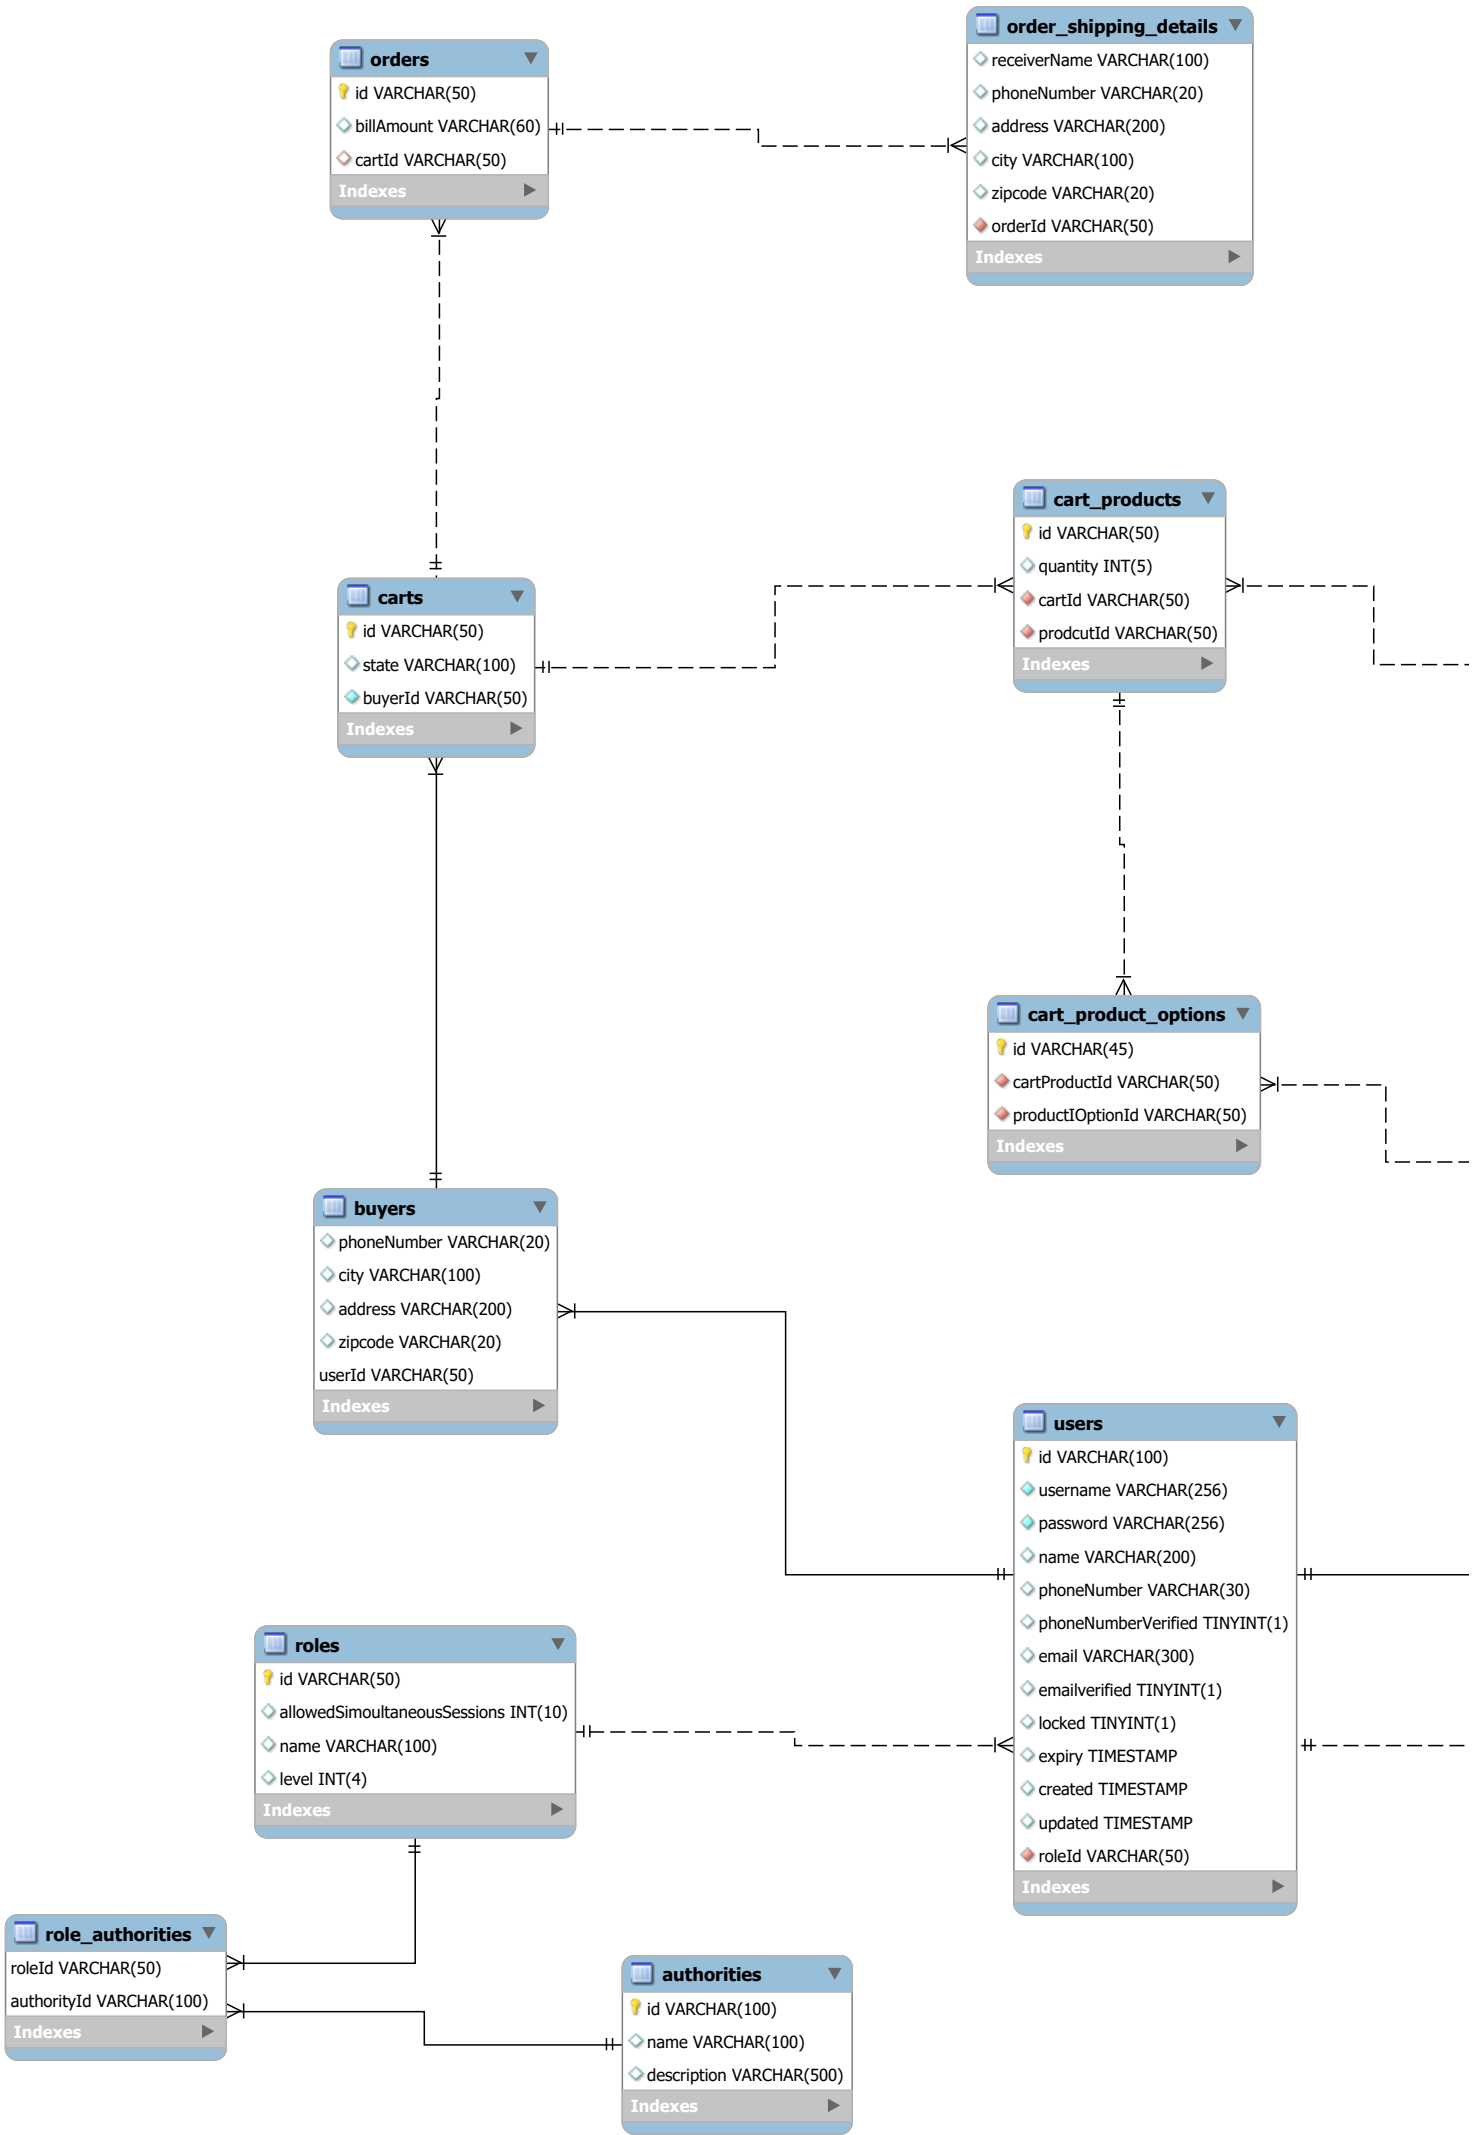 orders
id VARCHAR(50)
billAmount VARCHAR(60)
cartId VARCHAR(50)
Indexes
order_shipping_details
receiverName VARCHAR(100)
phoneNumber VARCHAR(20)
address VARCHAR(200)
city VARCHAR(100)
zipcode VARCHAR(20)
orderId VARCHAR(50)
Indexes
cart_products
id VARCHAR(50)
quantity INT(5)
cartId VARCHAR(50)
prodcutId VARCHAR(50)
Indexes
carts
id VARCHAR(50)
state VARCHAR(100)
buyerId VARCHAR(50)
Indexes
cart_product_options
id VARCHAR(45)
cartProductId VARCHAR(50)
productIOptionId VARCHAR(50)
Indexes
buyers
phoneNumber VARCHAR(20)
city VARCHAR(100)
address VARCHAR(200)
zipcode VARCHAR(20)
userId VARCHAR(50)
Indexes
users
id VARCHAR(100)
username VARCHAR(256)
password VARCHAR(256)
name VARCHAR(200)
phoneNumber VARCHAR(30)
phoneNumberVerified TINYINT(1)
email VARCHAR(300)
emailverified TINYINT(1)
locked TINYINT(1)
expiry TIMESTAMP
created TIMESTAMP
updated TIMESTAMP
roleId VARCHAR(50)
Indexes
roles
id VARCHAR(50)
allowedSimoultaneousSessions INT(10)
name VARCHAR(100)
level INT(4)
Indexes
role_authorities
roleId VARCHAR(50)
authorityId VARCHAR(100)
Indexes
authorities
id VARCHAR(100)
name VARCHAR(100)
description VARCHAR(500)
Indexes